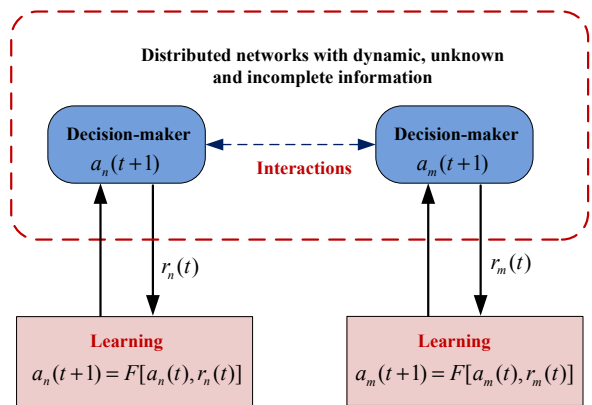 Distributed networks with dynamic, unknown
and incomplete information
Decision-maker
a_n(t+1)
Interactions
Decision-maker
a_m(t+1)
r_n(t)
r_m(t)
Learning
a_n(t+1) = F[a_n(t), r_n(t)]
Learning
a_m(t+1) = F[a_m(t), r_m(t)]